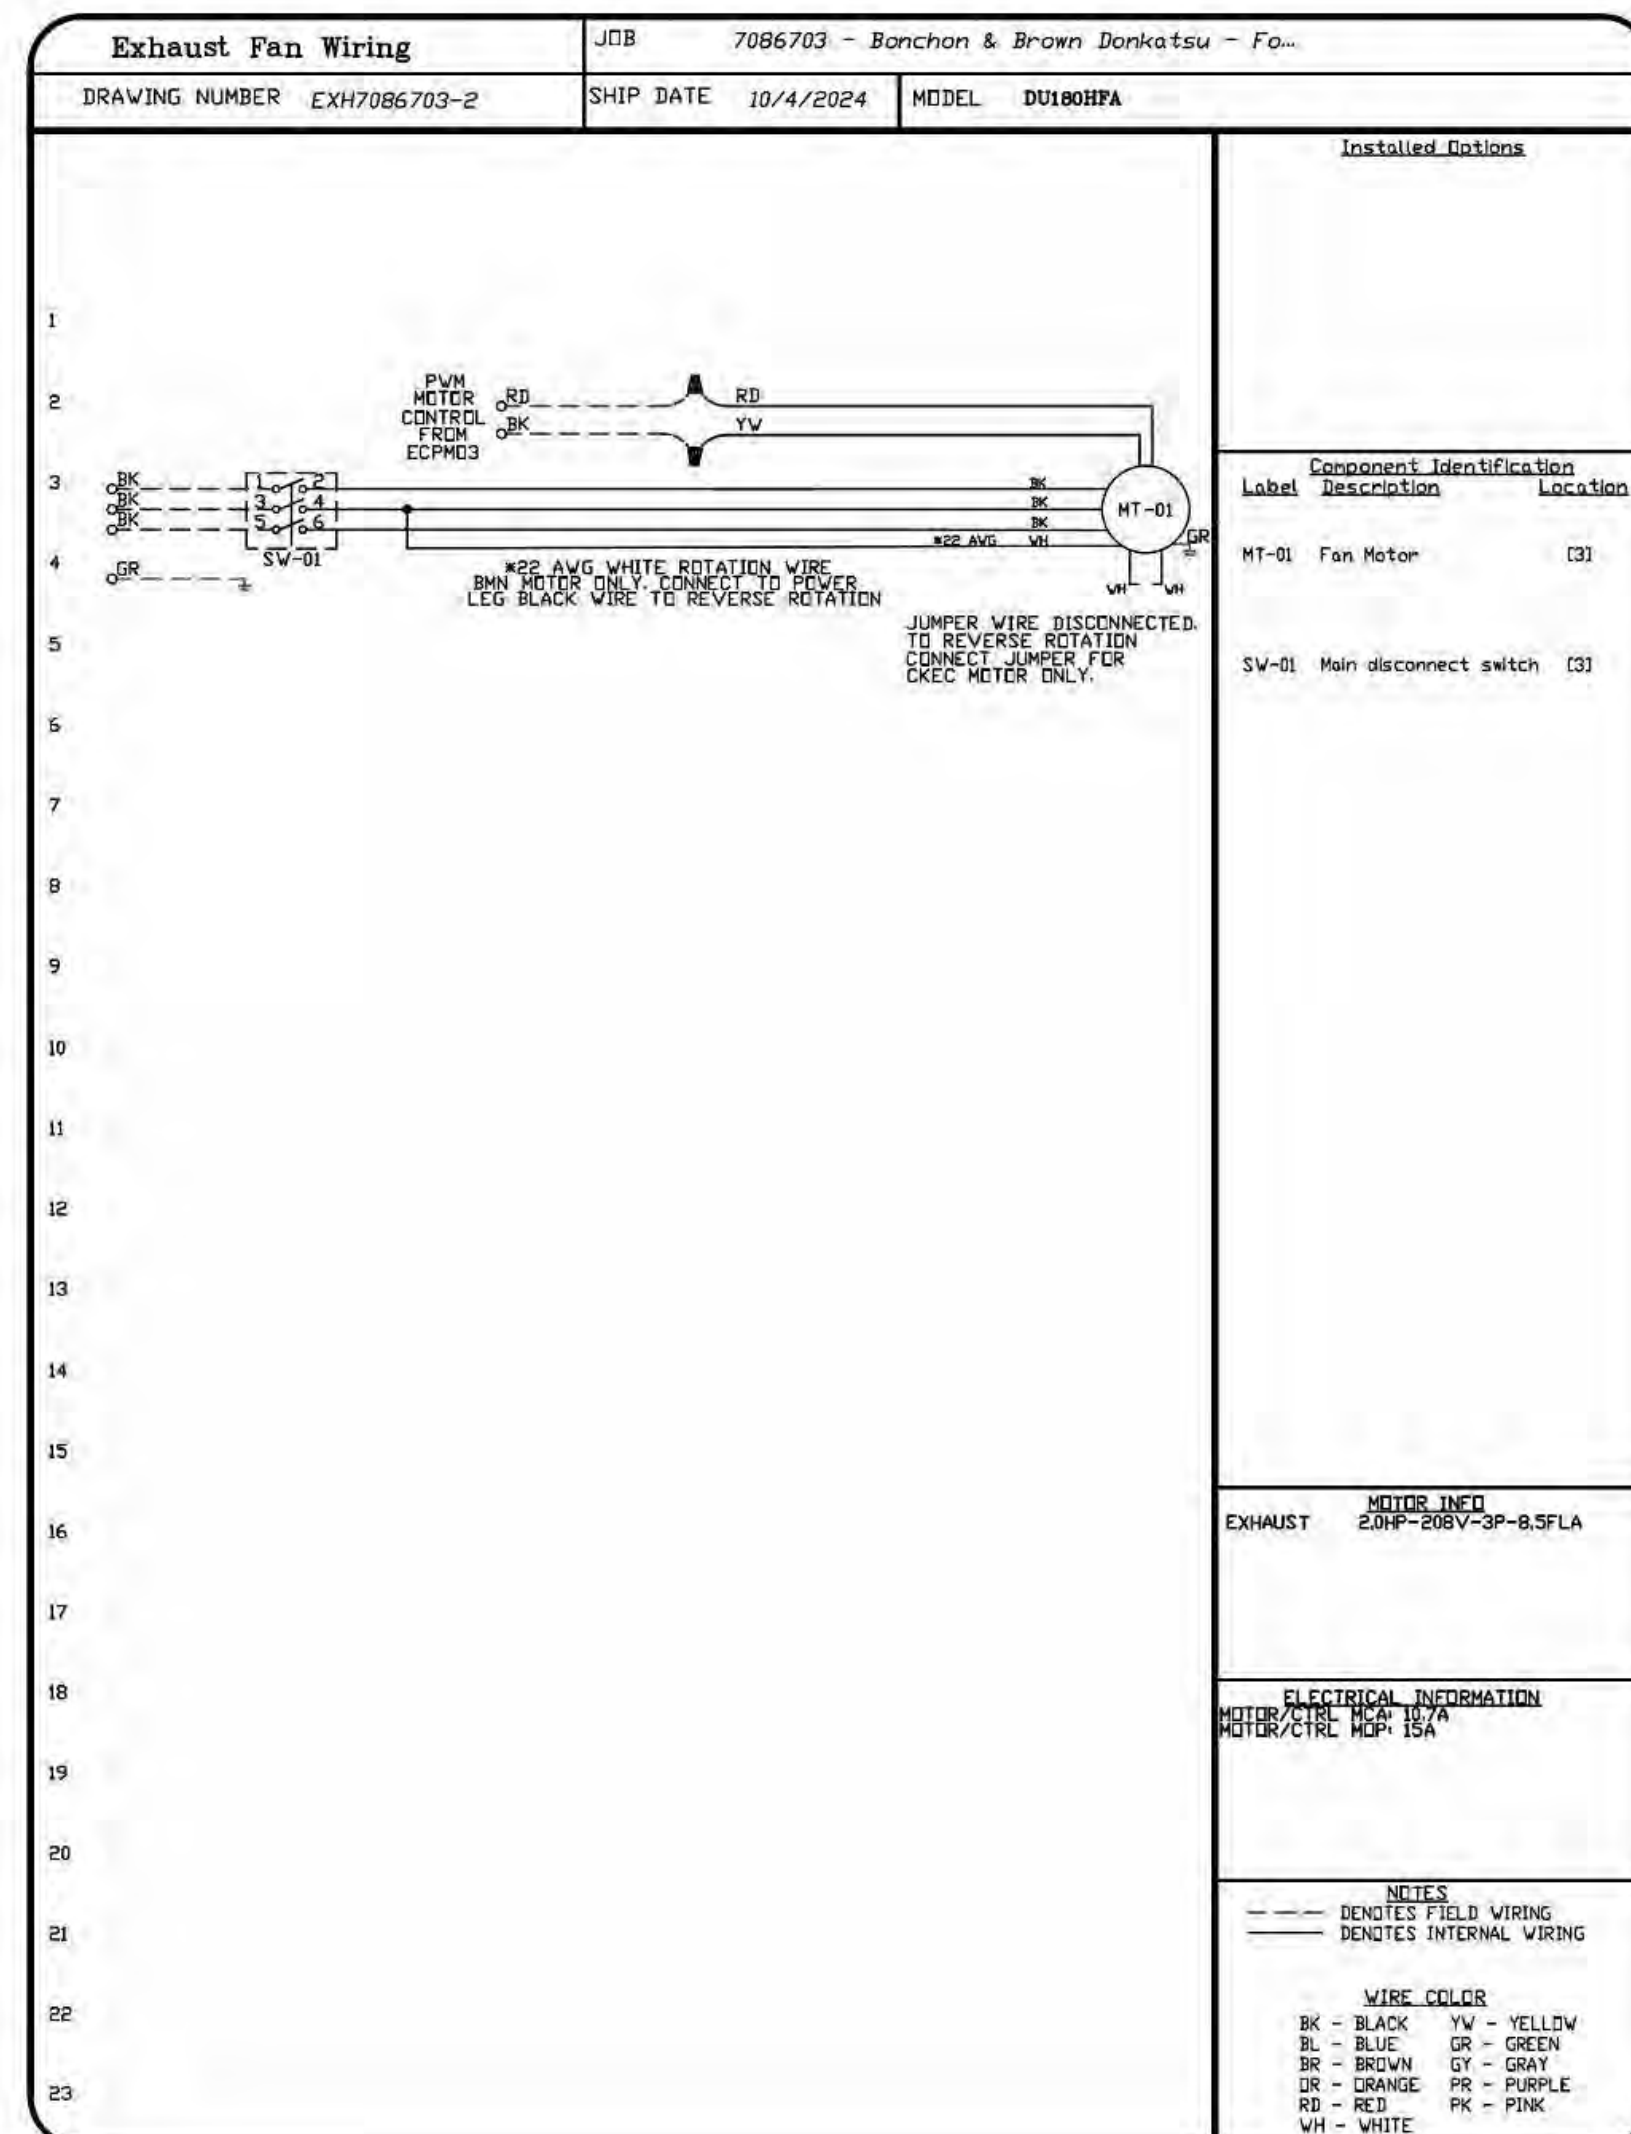 Exhaust Fan Wiring
JOB 7086703 - Bonchon & Brown Donkatsu - Fo...
DRAWING NUMBER EXH7086703-2
SHIP DATE 10/4/2024
MODEL DU180HFA
1
2
3
4
5
6
7
8
9
10
11
12
13
14
15
16
17
18
19
20
21
22
23
PWM
MOTOR
CONTROL
FROM
ECPM03
RD
BK
RD
YW
BK
BK
BK
GR
1 2
3 4
5 6
SW-01
BK
BK
BK
*22 AWG WH
MT-01
GR
WH WH
*22 AWG WHITE ROTATION WIRE
BMN MOTOR ONLY. CONNECT TO POWER
LEG BLACK WIRE TO REVERSE ROTATION
JUMPER WIRE DISCONNECTED.
TO REVERSE ROTATION
CONNECT JUMPER FOR
CKEC MOTOR ONLY.
Installed Options
Component Identification
Label Description Location
MT-01 Fan Motor [3]
SW-01 Main disconnect switch [3]
MOTOR INFO
EXHAUST 2.0HP-208V-3P-8.5FLA
ELECTRICAL INFORMATION
MOTOR/CTRL MCA: 10.7A
MOTOR/CTRL MOP: 15A
NOTES
DENOTES FIELD WIRING
DENOTES INTERNAL WIRING
WIRE COLOR
BK - BLACK YW - YELLOW
BL - BLUE GR - GREEN
BR - BROWN GY - GRAY
OR - ORANGE PR - PURPLE
RD - RED PK - PINK
WH - WHITE